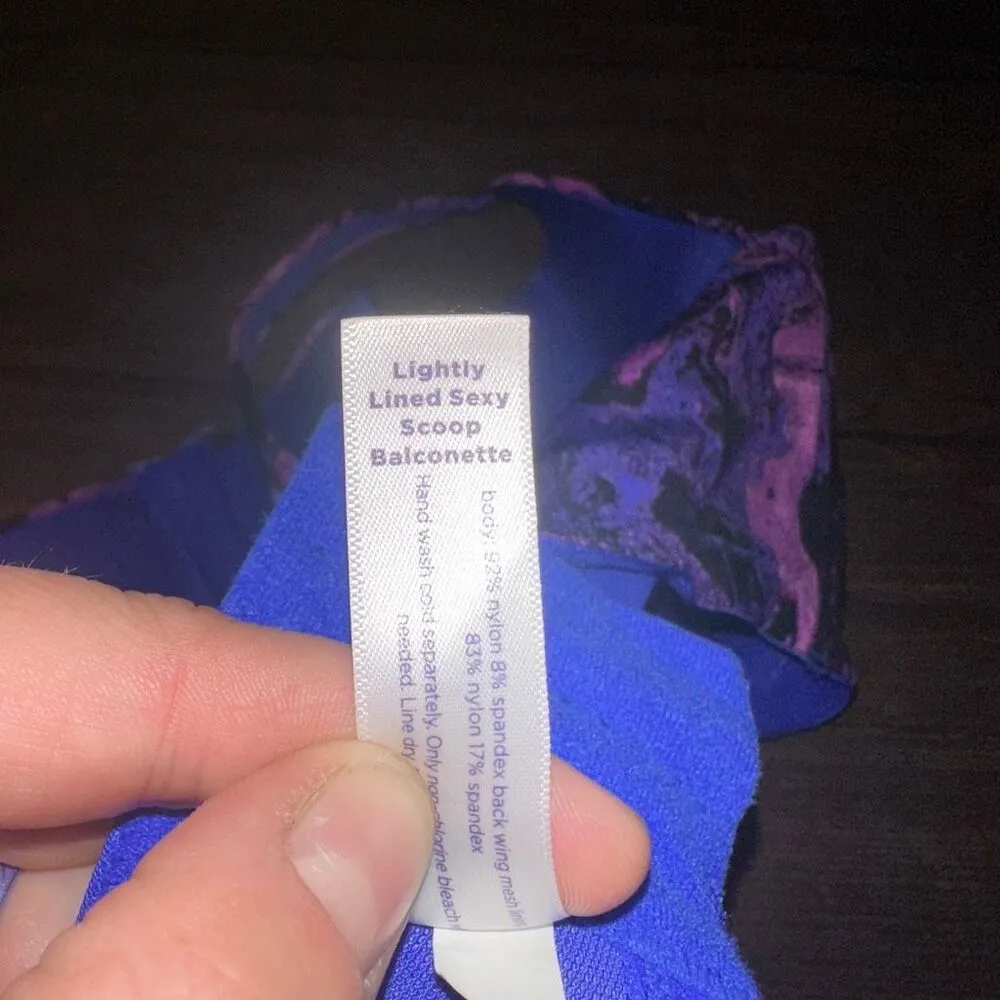 Lightly
Lined Sexy
Scoop
Balconette
body: 92% nylon 8% spandex back wing mesh
83% nylon 17% spandex
Hand wash cold separately. Only non-chlorine bleach
needed. Line dry